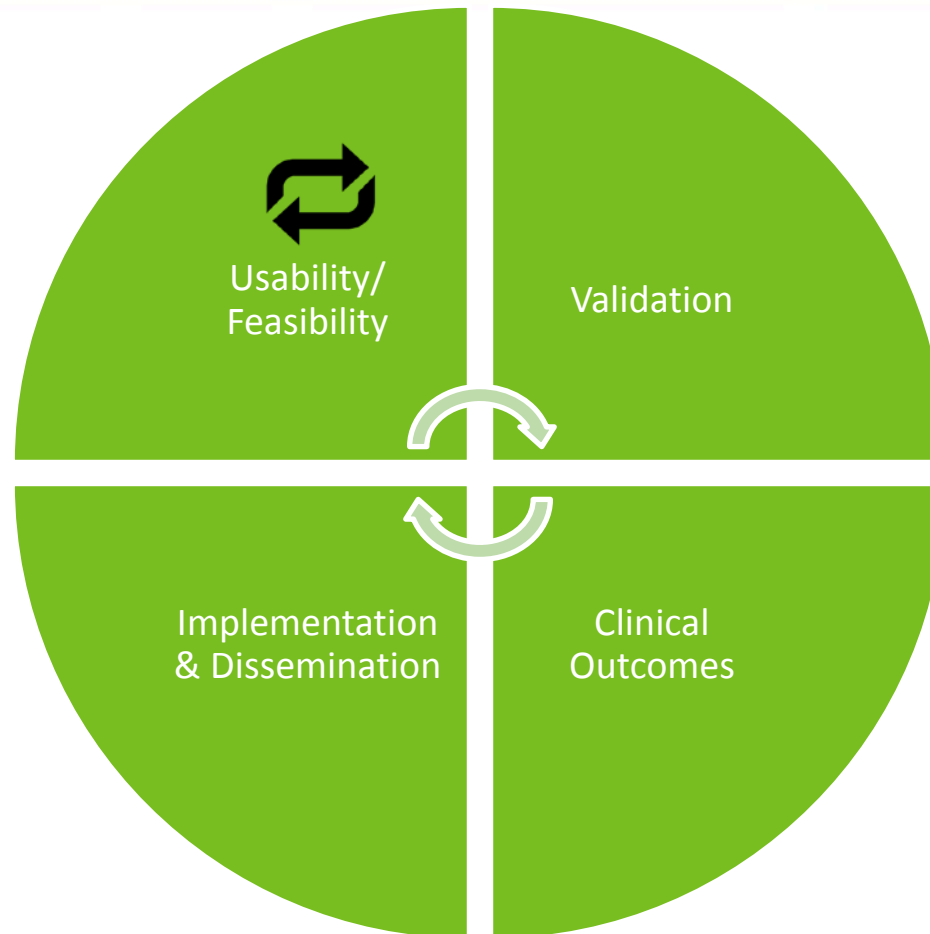 Usability/
Feasibility
Validation
Implementation
& Dissemination
Clinical
Outcomes